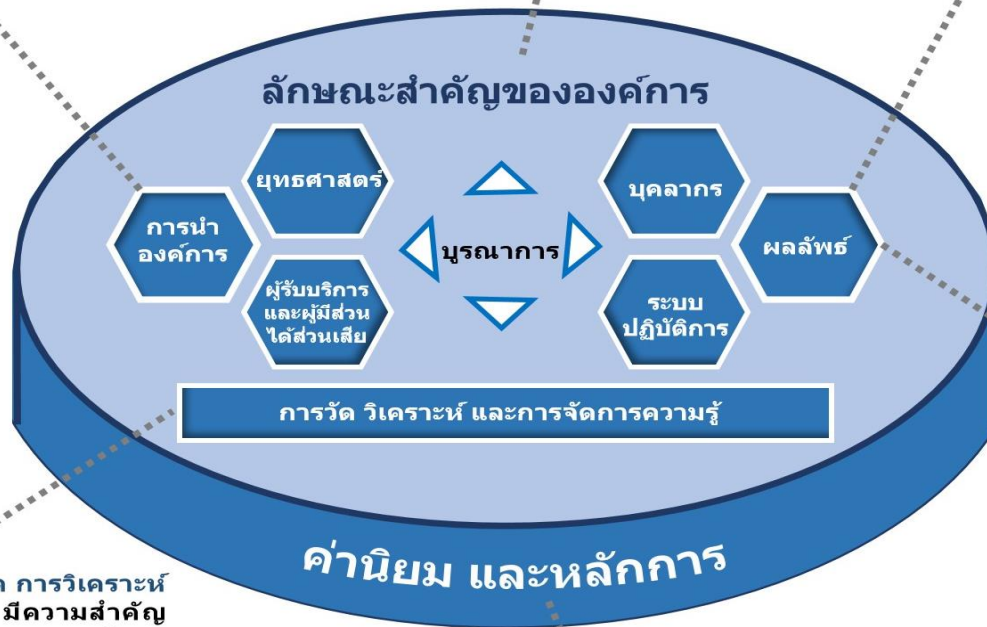 ลักษณะสำคัญขององค์การ
ยุทธศาสตร์
บุคลากร
การนำ
องค์การ
บูรณาการ
ผลลัพธ์
ผู้รับบริการ
และผู้มีส่วน
ได้ส่วนเสีย
ระบบ
ปฏิบัติการ
การวัด วิเคราะห์ และการจัดการความรู้
ค่านิยม และหลักการ
การวิเคราะห์
มีความสำคัญ